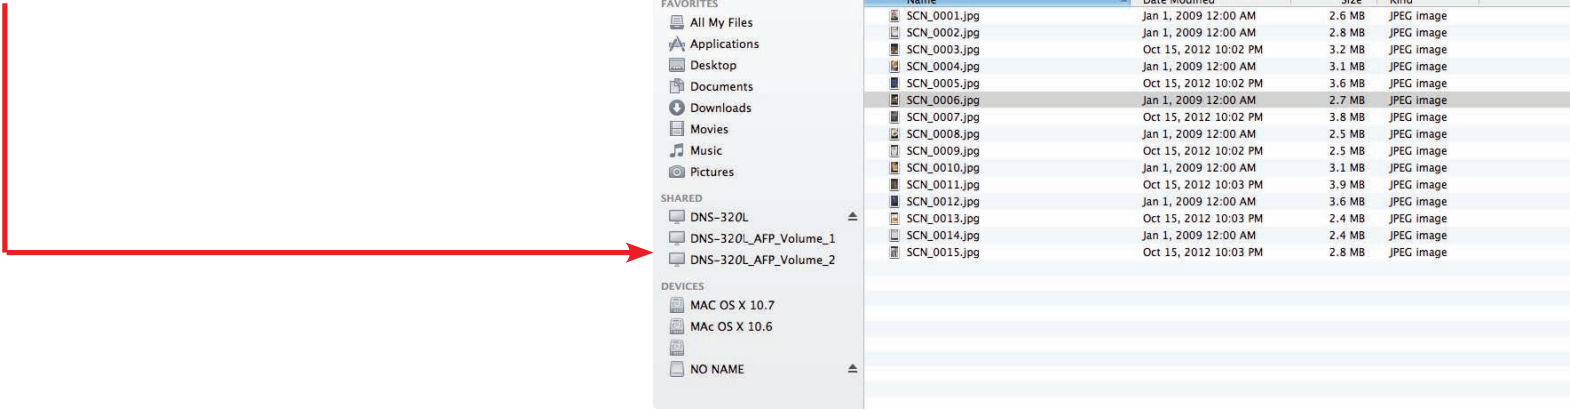 FAVORITES
All My Files
Applications
Desktop
Documents
Downloads
Movies
Music
Pictures
SHARED
DNS-320L
DNS-320L_AFP_Volume_1
DNS-320L_AFP_Volume_2
DEVICES
MAC OS X 10.7
MAc OS X 10.6
NO NAME
Name Date Modified Size Kind
SCN_0001.jpg Jan 1, 2009 12:00 AM 2.6 MB JPEG image
SCN_0002.jpg Jan 1, 2009 12:00 AM 2.8 MB JPEG image
SCN_0003.jpg Oct 15, 2012 10:02 PM 3.2 MB JPEG image
SCN_0004.jpg Jan 1, 2009 12:00 AM 3.1 MB JPEG image
SCN_0005.jpg Oct 15, 2012 10:02 PM 3.6 MB JPEG image
SCN_0006.jpg Jan 1, 2009 12:00 AM 2.7 MB JPEG image
SCN_0007.jpg Oct 15, 2012 10:02 PM 3.8 MB JPEG image
SCN_0008.jpg Jan 1, 2009 12:00 AM 2.5 MB JPEG image
SCN_0009.jpg Oct 15, 2012 10:02 PM 2.5 MB JPEG image
SCN_0010.jpg Jan 1, 2009 12:00 AM 3.1 MB JPEG image
SCN_0011.jpg Oct 15, 2012 10:03 PM 3.9 MB JPEG image
SCN_0012.jpg Jan 1, 2009 12:00 AM 3.6 MB JPEG image
SCN_0013.jpg Oct 15, 2012 10:03 PM 2.4 MB JPEG image
SCN_0014.jpg Jan 1, 2009 12:00 AM 2.4 MB JPEG image
SCN_0015.jpg Oct 15, 2012 10:03 PM 2.8 MB JPEG image